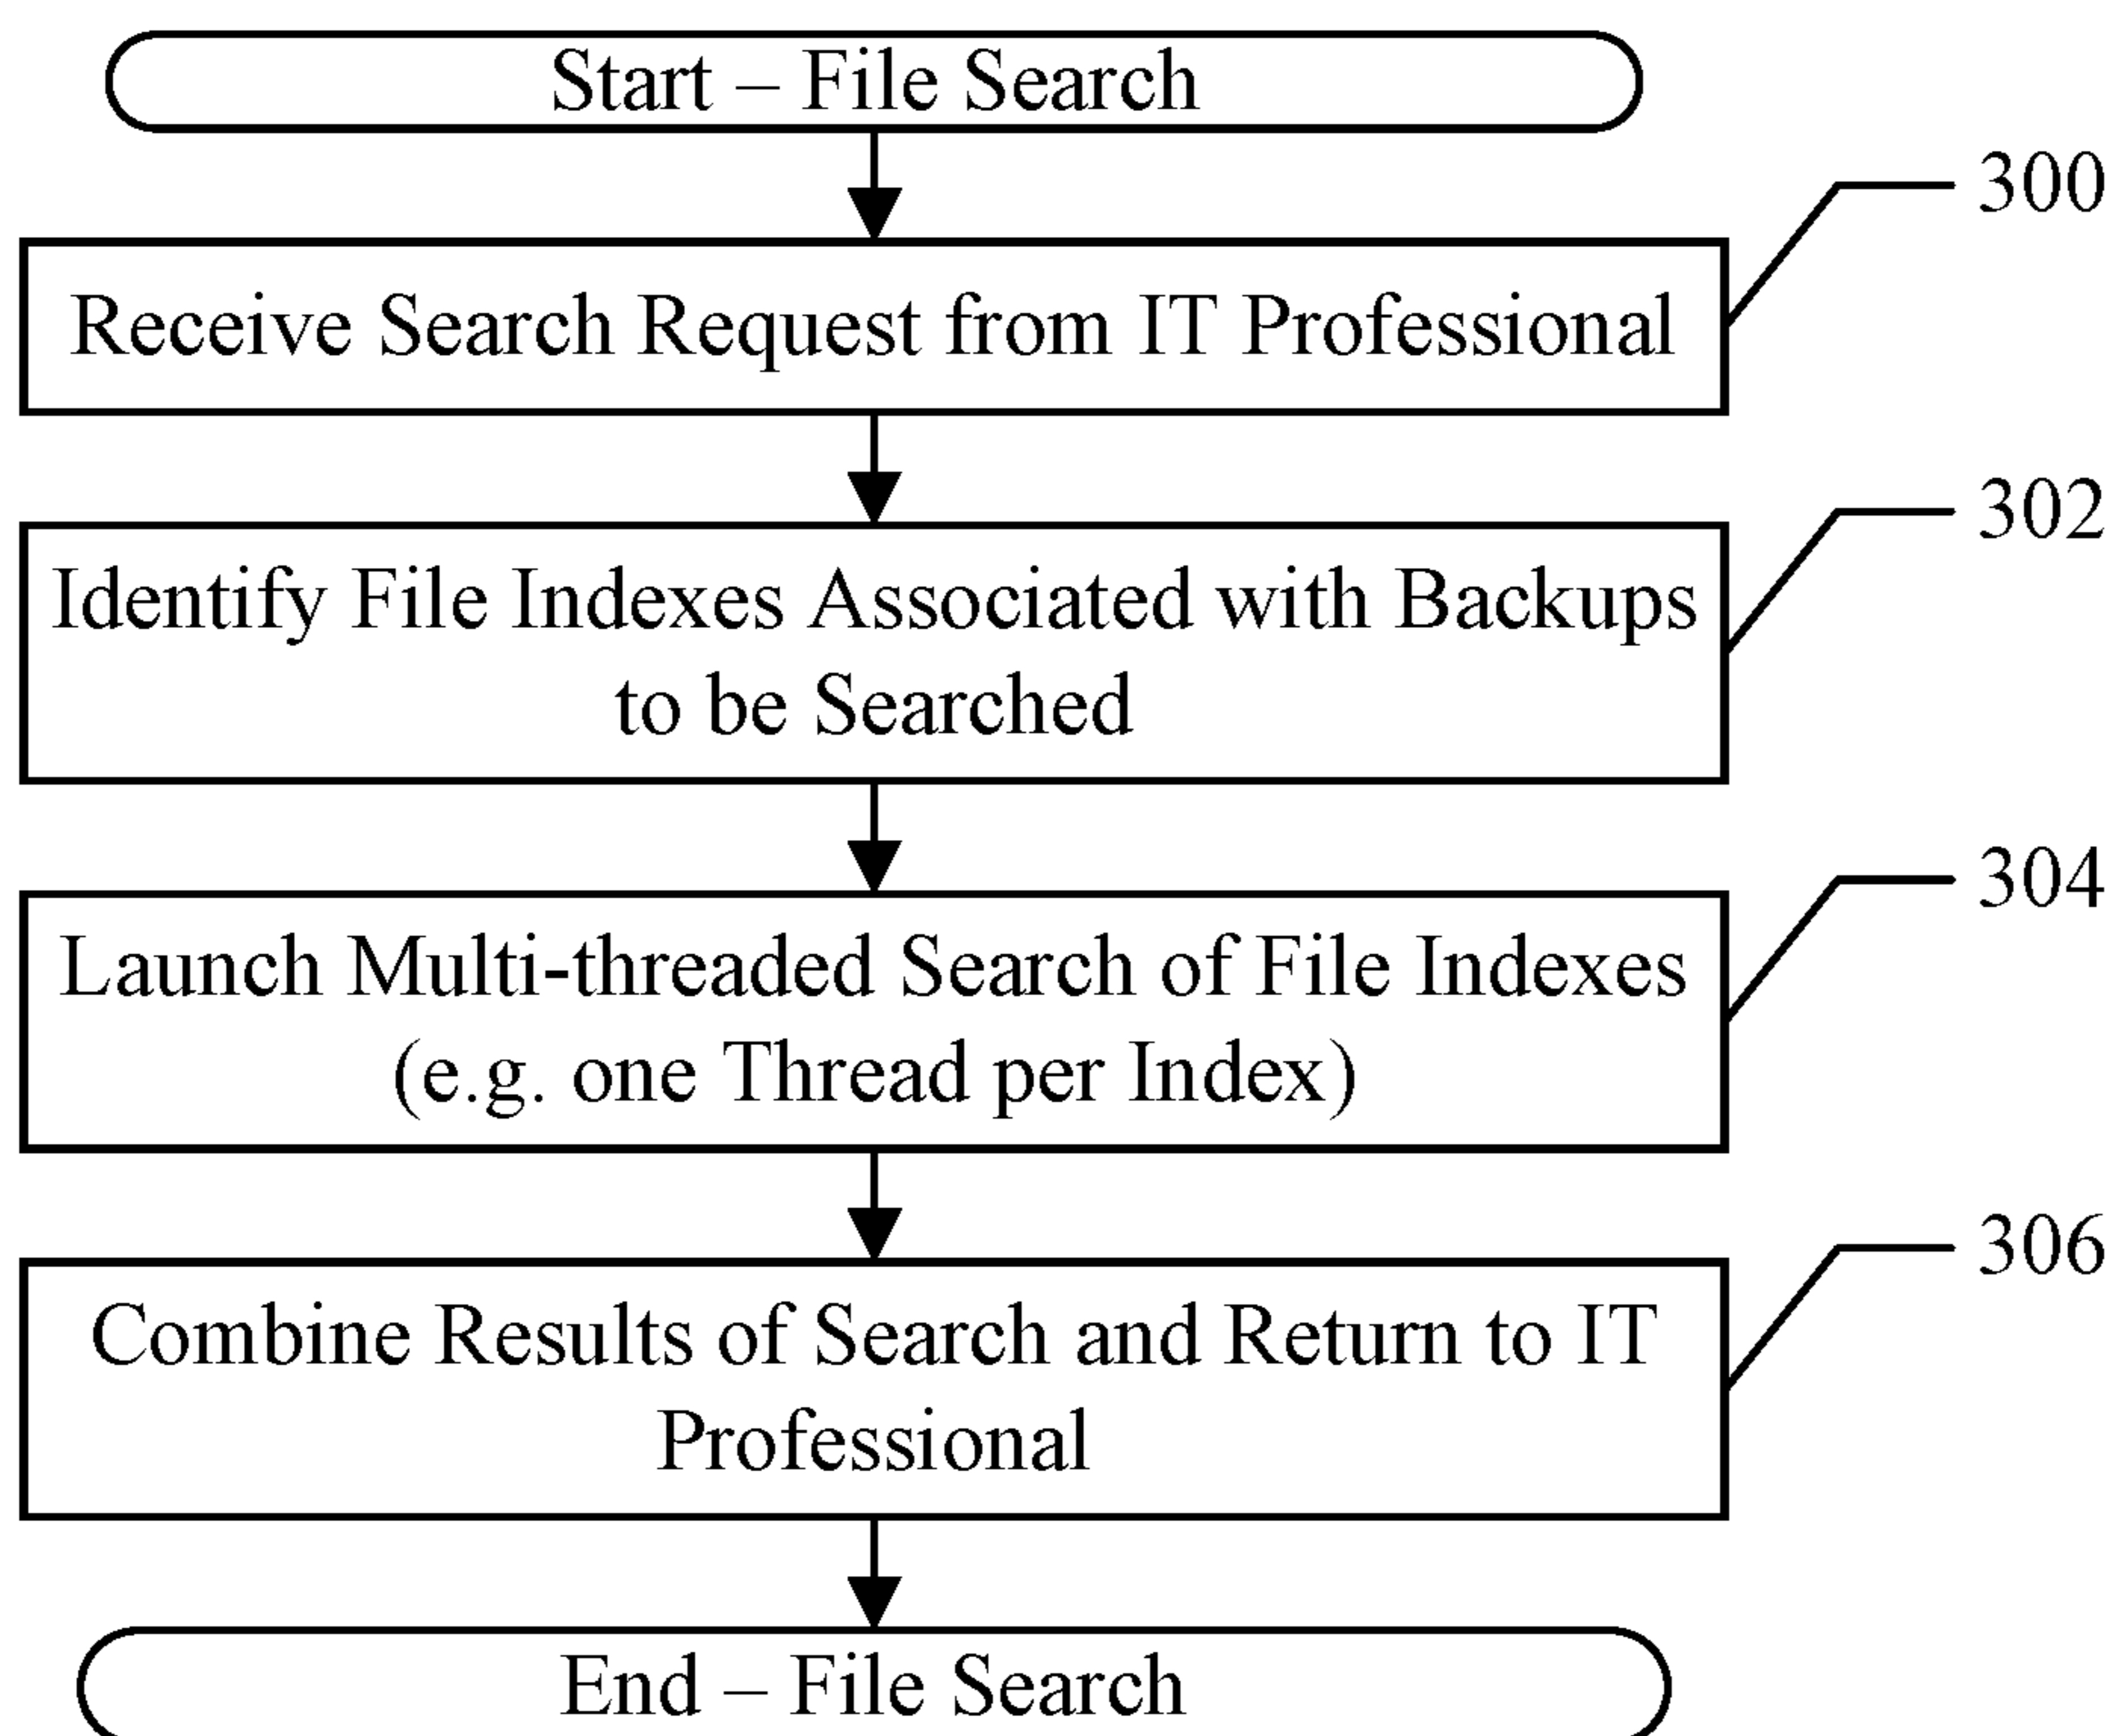 Start – File Search
300
Receive Search Request from IT Professional
302
Identify File Indexes Associated with Backups
to be Searched
304
Launch Multi-threaded Search of File Indexes
(e.g. one Thread per Index)
306
Combine Results of Search and Return to IT
Professional
End – File Search